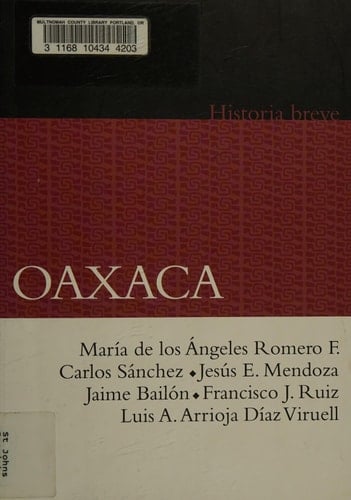 MULTNOMAH COUNTY LIBRARY PORTLAND, OR
3 1168 10434 4203
Historia breve
OAXACA
María de los Ángeles Romero F.
Carlos Sánchez ◆ Jesús E. Mendoza
Jaime Bailón ◆ Francisco J. Ruiz
Luis A. Arrioja Díaz Viruell
St. Johns